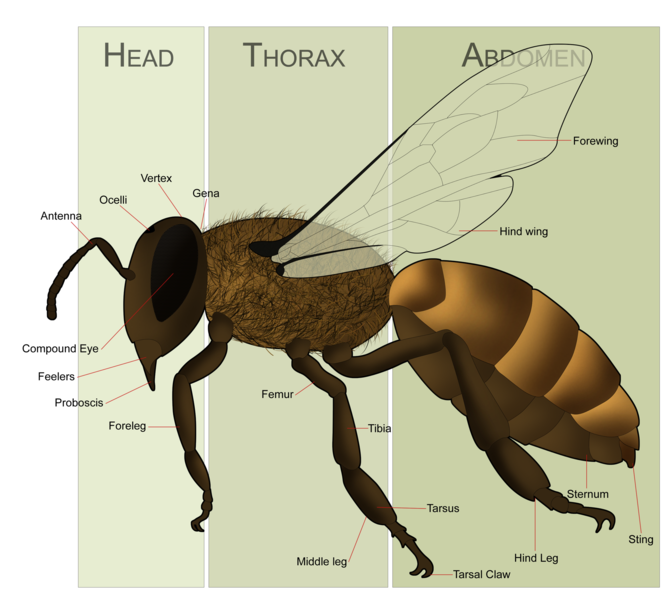 HEAD
THORAX
ABDOMEN
Forewing
Vertex
Gena
Ocelli
Antenna
Hind wing
Compound Eye
Feelers
Femur
Proboscis
Foreleg
Tibia
Sternum
Tarsus
Sting
Hind Leg
Middle leg
Tarsal Claw